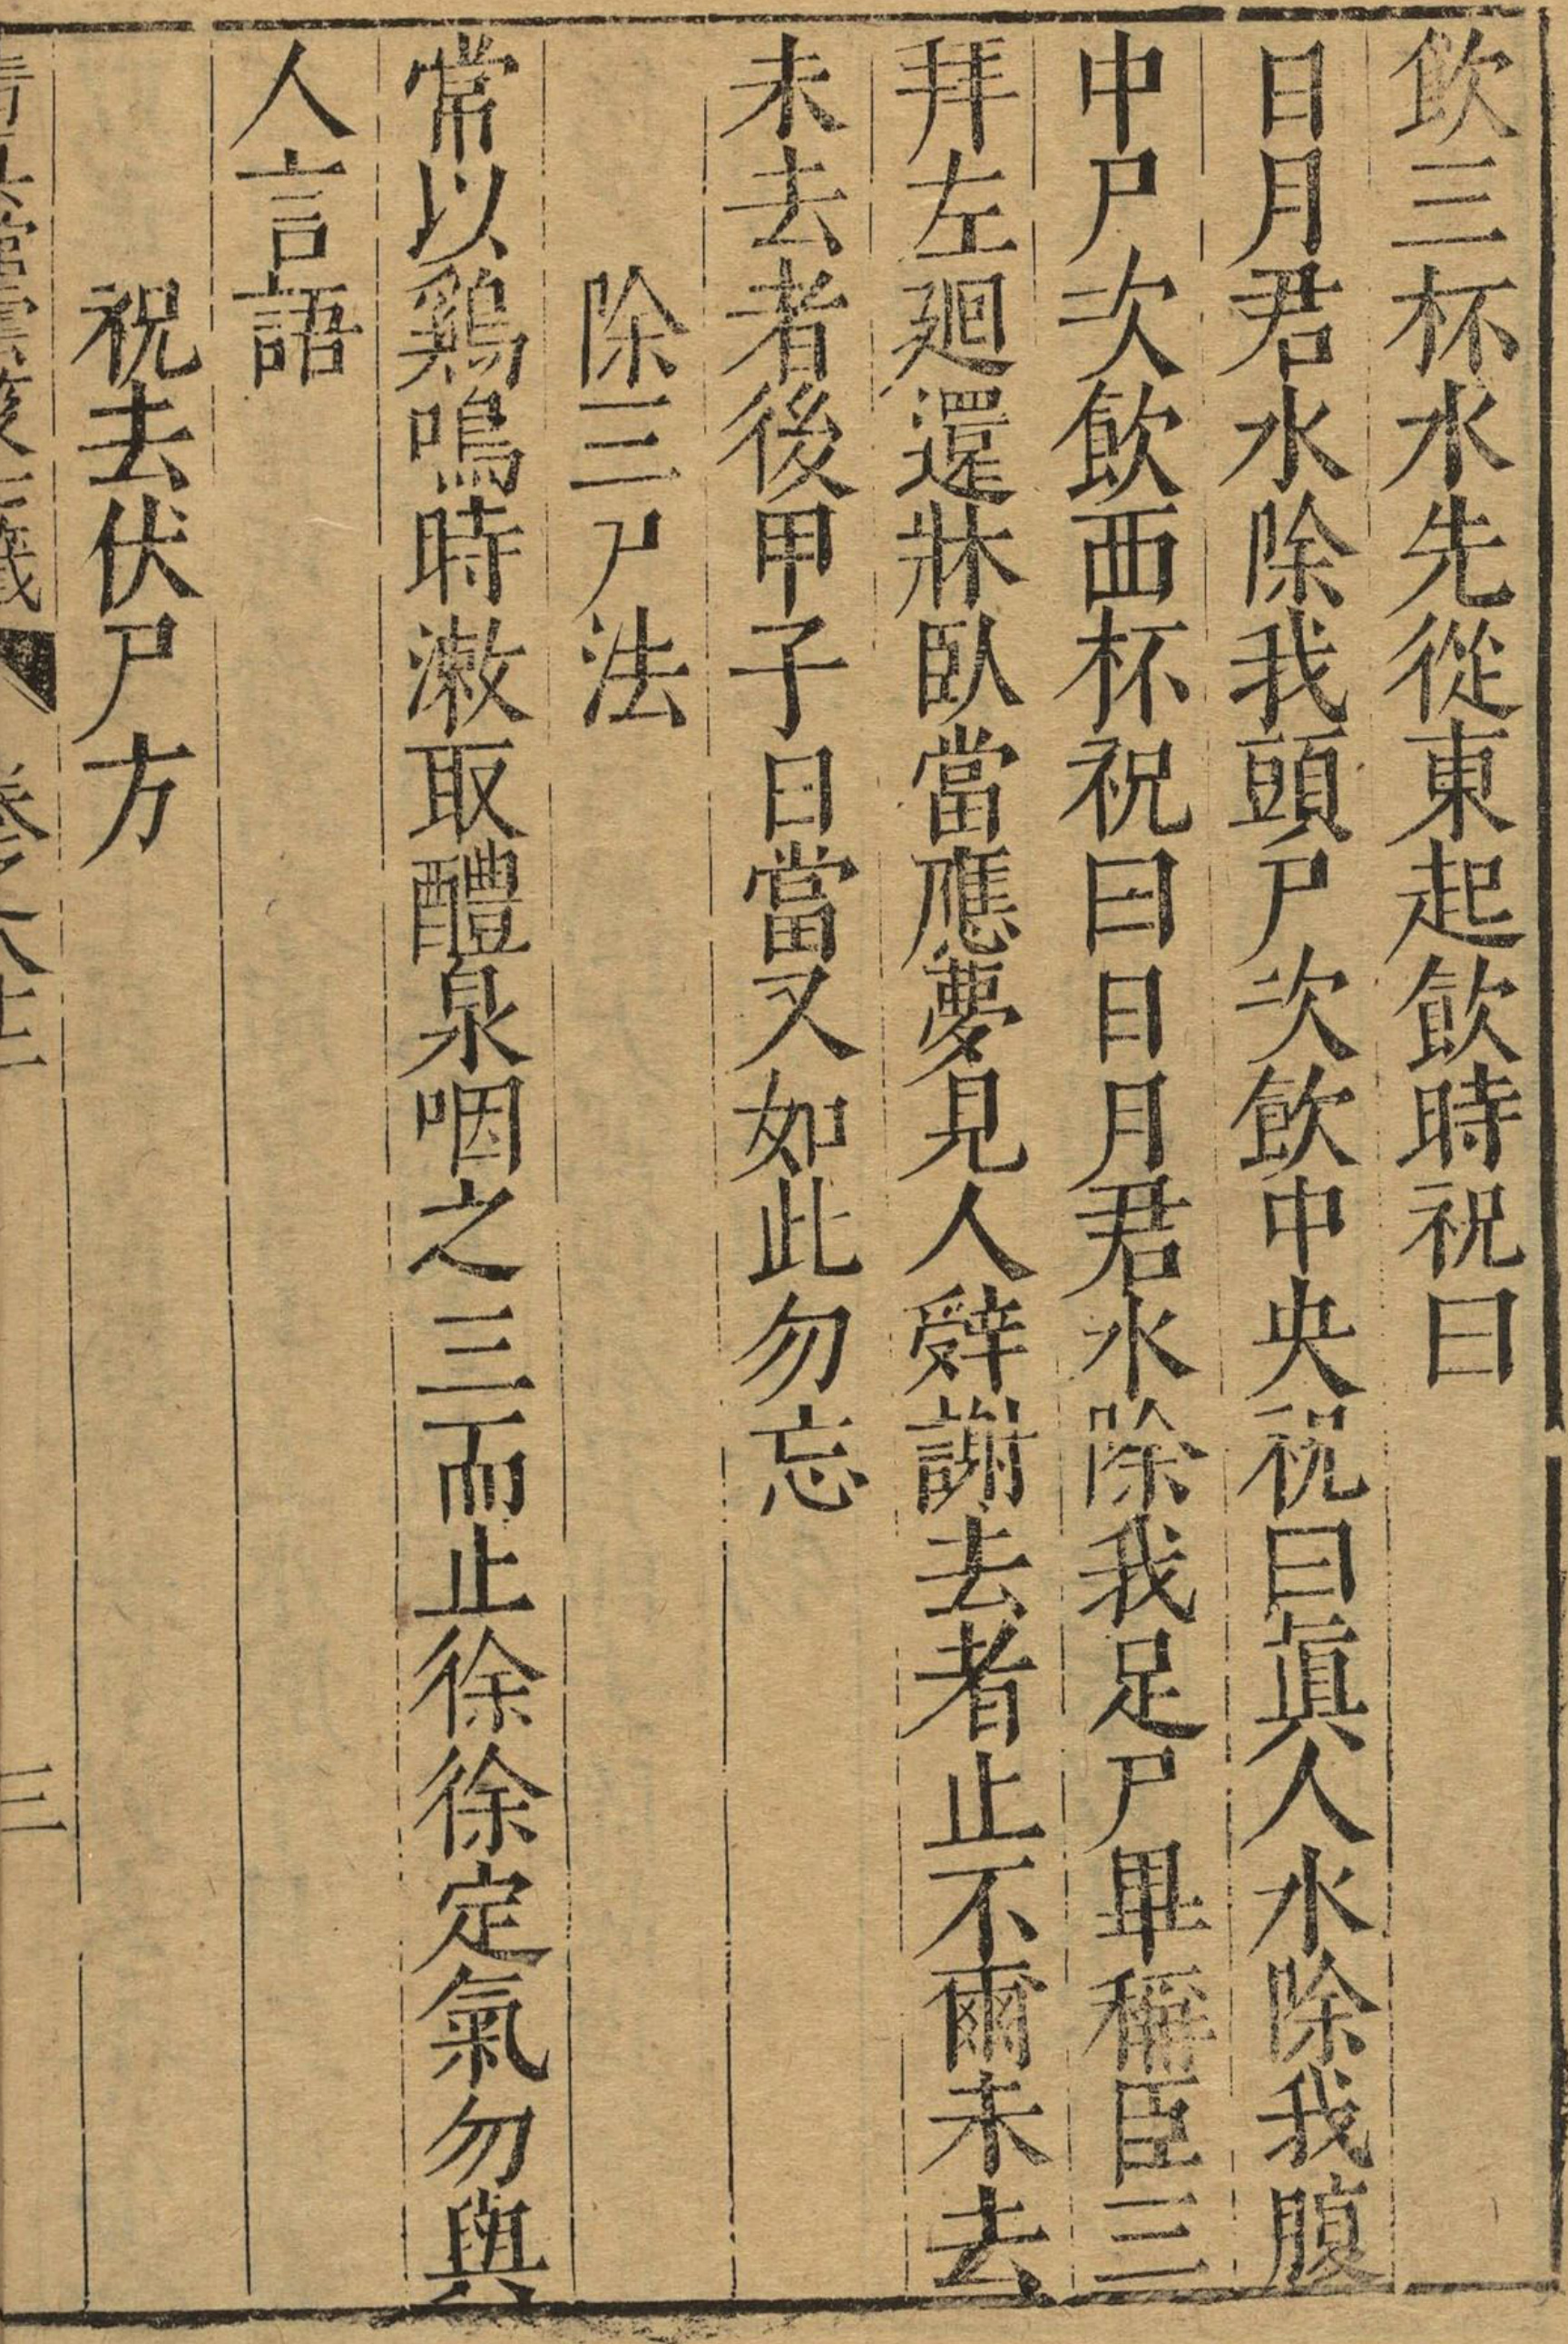 飲三杯水先從東起飲時祝曰
日月君水除我頭尸次飲中央祝曰眞人水除我腹
中尸次飲西杯祝曰日月君水除我足尸畢稱臣三
拜左廻還牀臥當應夢見人辤謝去者止不爾未去
未去者後甲子日當又如此勿忘
除三尸法
常以鷄鳴時漱取醴泉咽之三而止徐徐定氣勿與
人言語
祝去伏尸方
三